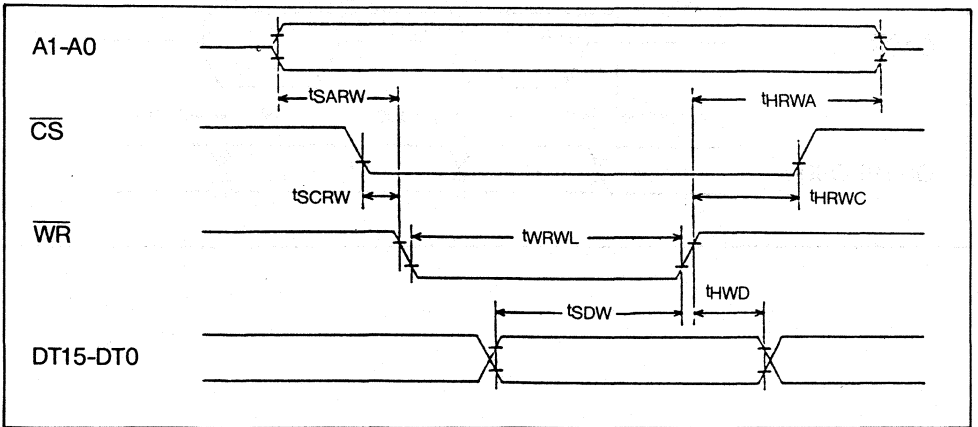 A1-A0
tSARW
tHRWA
CS
tSCRW
tHRWC
WR
tWRWL
tHWD
tSDW
DT15-DT0